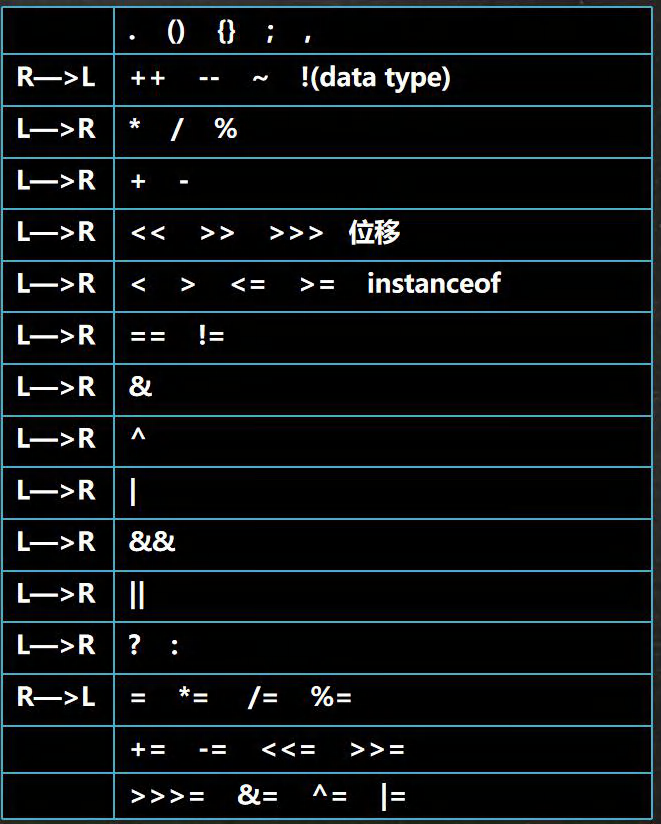 . () {} ; ,
R—>L ++ -- ~ !(data type)
L—>R * / %
L—>R + -
L—>R << >> >>> 位移
L—>R < > <= >= instanceof
L—>R == !=
L—>R &
L—>R ^
L—>R |
L—>R &&
L—>R ||
L—>R ? :
R—>L = *= /= %=
+= -= <<= >>=
>>>= &= ^= |=